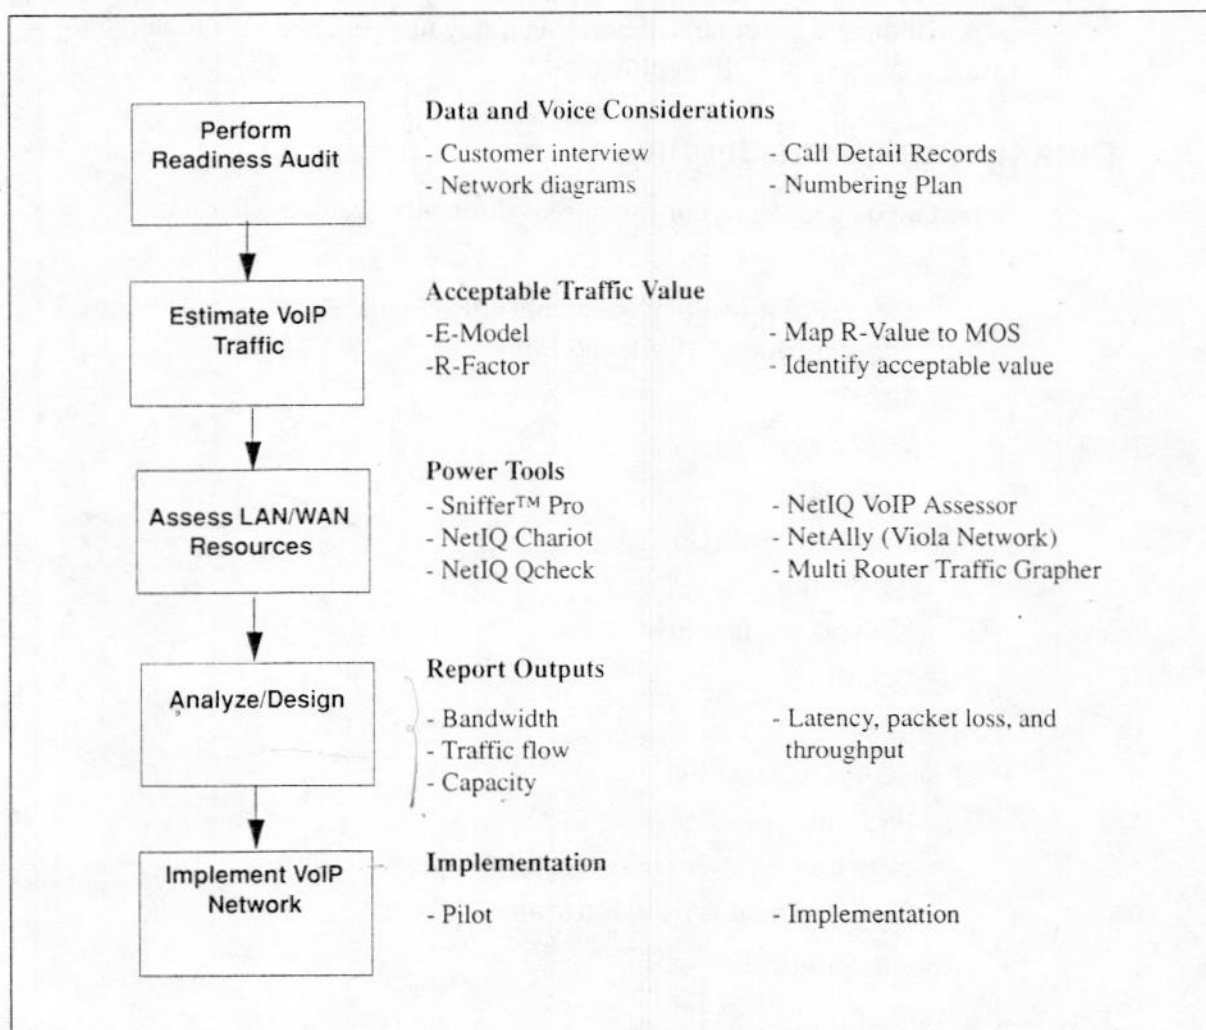 Perform
Readiness Audit
Data and Voice Considerations
- Customer interview
- Network diagrams
- Call Detail Records
- Numbering Plan
Estimate VoIP
Traffic
Acceptable Traffic Value
-E-Model
-R-Factor
- Map R-Value to MOS
- Identify acceptable value
Assess LAN/WAN
Resources
Power Tools
- Sniffer™ Pro
- NetIQ Chariot
- NetIQ Qcheck
- NetIQ VoIP Assessor
- NetAlly (Viola Network)
- Multi Router Traffic Grapher
Analyze/Design
Report Outputs
- Bandwidth
- Traffic flow
- Capacity
- Latency, packet loss, and
throughput
Implement VoIP
Network
Implementation
- Pilot
- Implementation